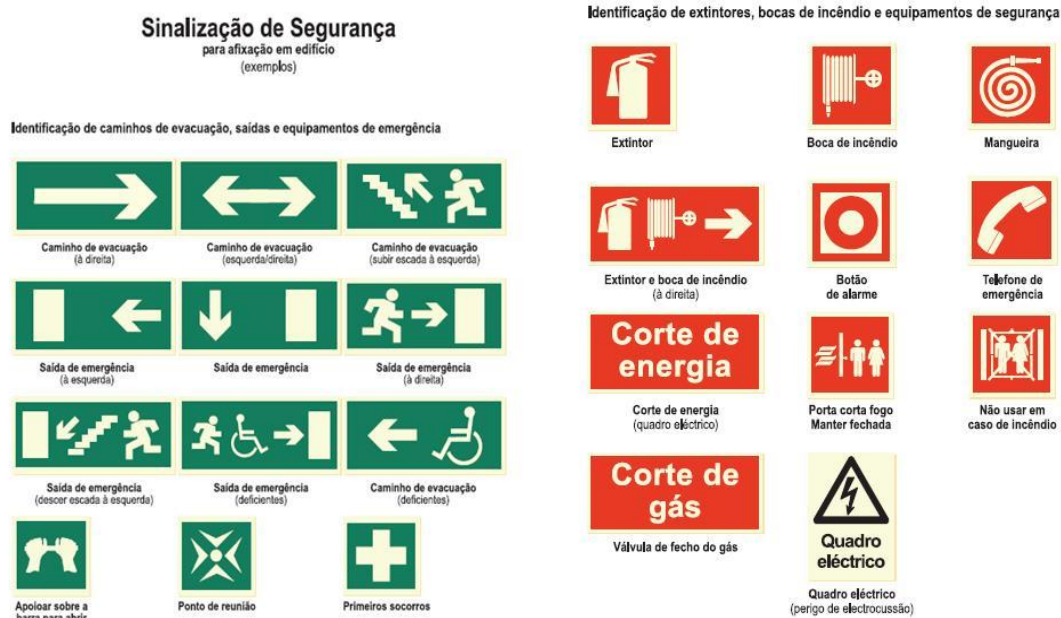 Sinalização de Segurança
para afixação em edifício
(exemplos)
Identificação de caminhos de evacuação, saídas e equipamentos de emergência
Caminho de evacuação
(à direita)
Caminho de evacuação
(esquerda/direita)
Caminho de evacuação
(subir escada à esquerda)
Saída de emergência
(à esquerda)
Saída de emergência
Saída de emergência
(à direita)
Saída de emergência
(descer escada à esquerda)
Saída de emergência
(deficientes)
Caminho de evacuação
(deficientes)
Apoioar sobre a
barra para abrir
Ponto de reunião
Primeiros socorros
Identificação de extintores, bocas de incêndio e equipamentos de segurança
Extintor
Boca de incêndio
Mangueira
Extintor e boca de incêndio
(à direita)
Botão
de alarme
Telefone de
emergência
Corte de
energia
Corte de energia
(quadro eléctrico)
Porta corta fogo
Manter fechada
Não usar em
caso de incêndio
Corte de
gás
Válvula de fecho do gás
Quadro
eléctrico
Quadro eléctrico
(perigo de electrocussão)